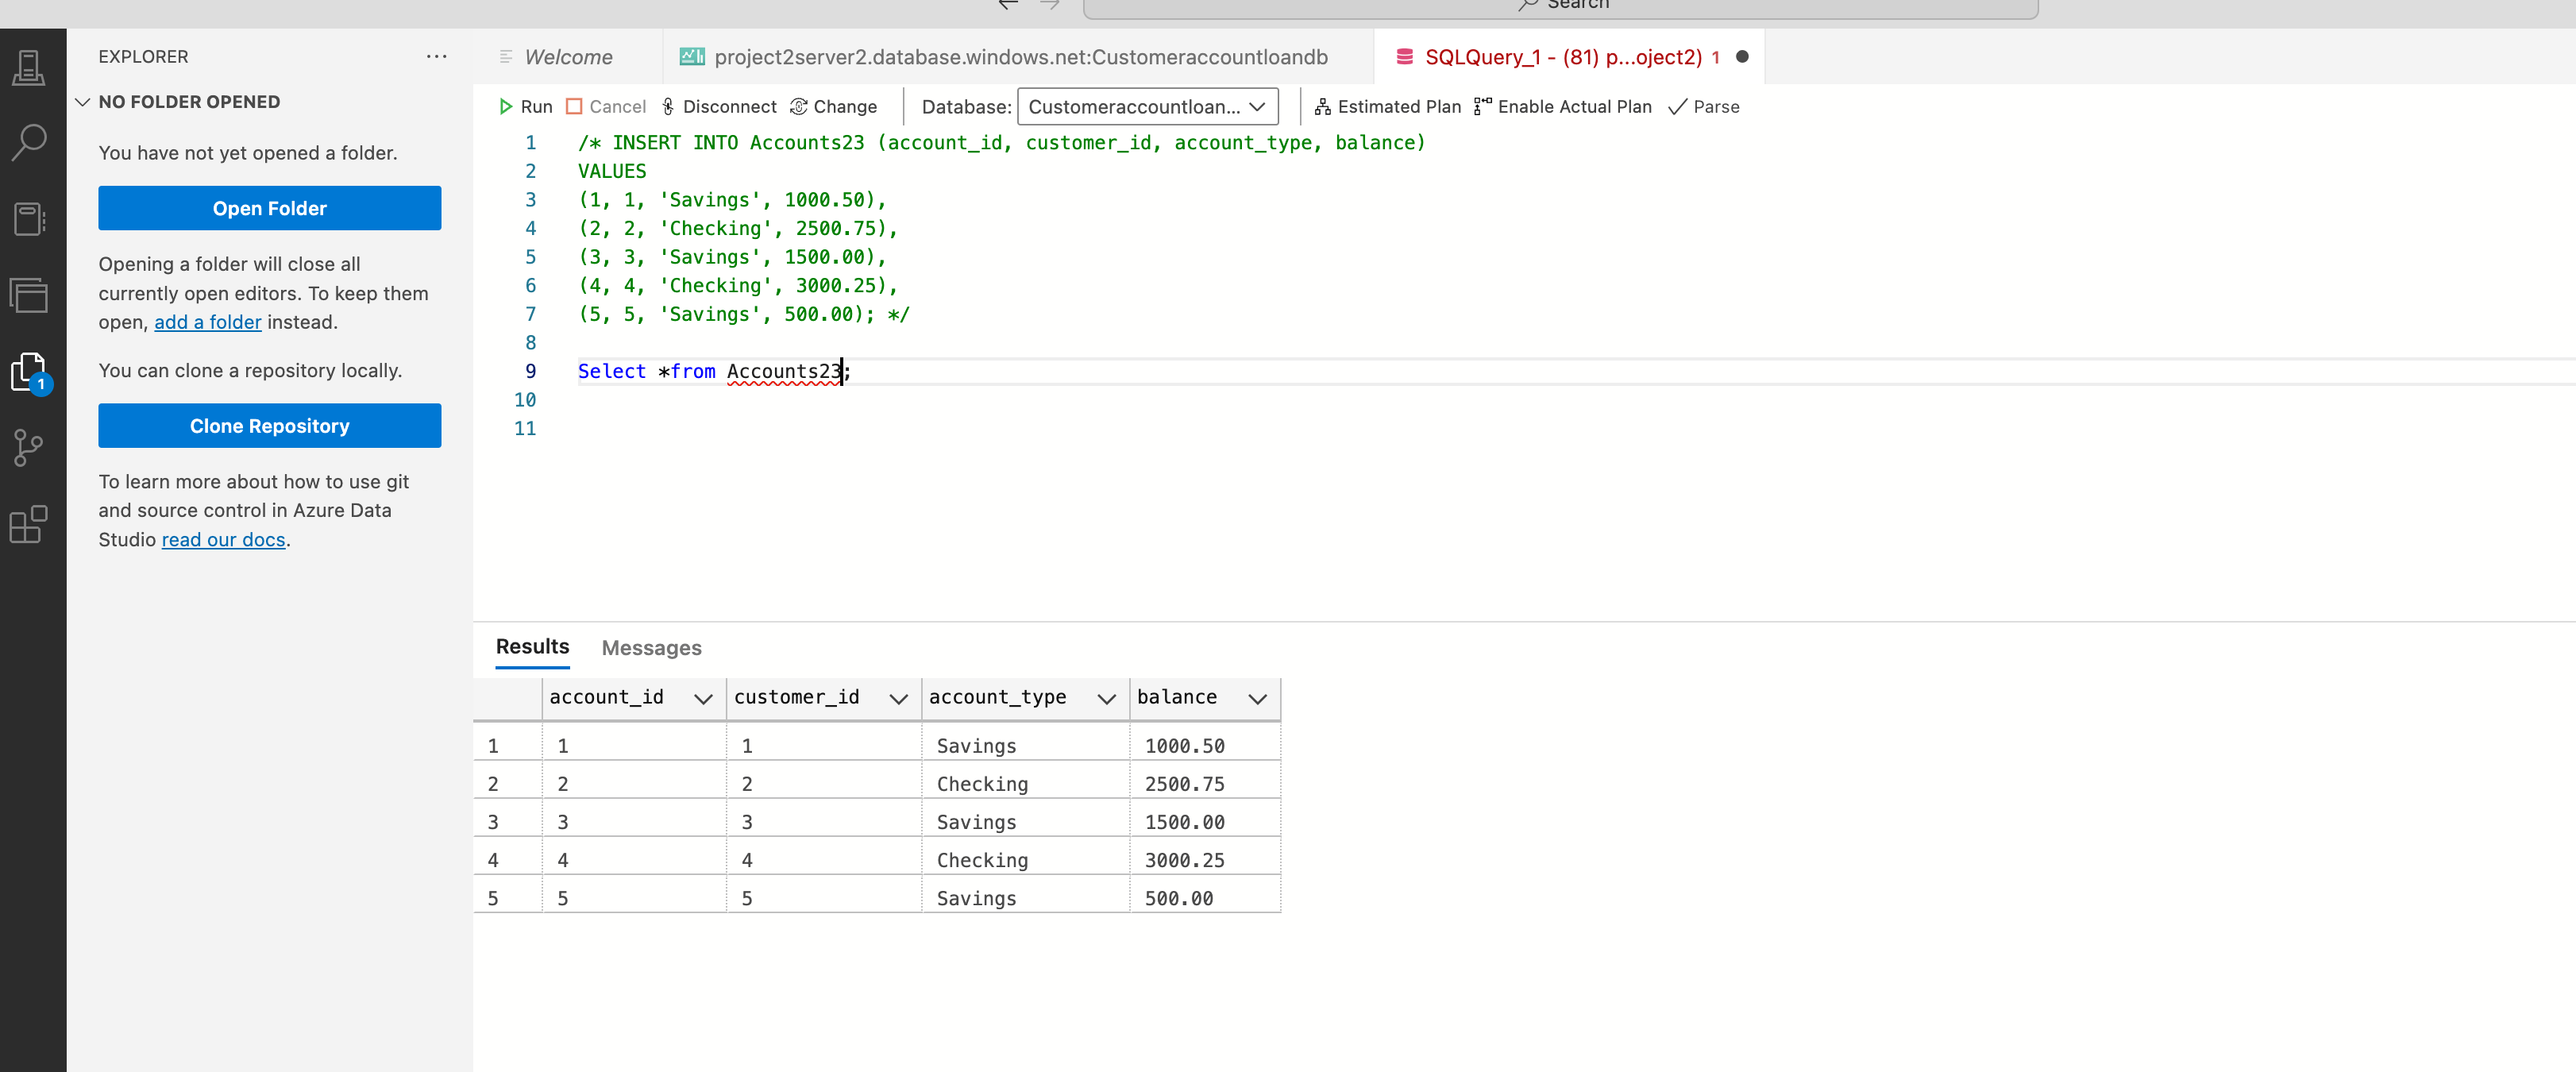 Search
EXPLORER ···
NO FOLDER OPENED
You have not yet opened a folder.
Open Folder
Opening a folder will close all
currently open editors. To keep them
open, add a folder instead.
You can clone a repository locally.
Clone Repository
To learn more about how to use git
and source control in Azure Data
Studio read our docs.
1
Welcome
project2server2.database.windows.net:Customeraccountloandb
SQLQuery_1 - (81) p...oject2) 1
Run Cancel Disconnect Change Database: Customeraccountloan... Estimated Plan Enable Actual Plan Parse
1 /* INSERT INTO Accounts23 (account_id, customer_id, account_type, balance)
2 VALUES
3 (1, 1, 'Savings', 1000.50),
4 (2, 2, 'Checking', 2500.75),
5 (3, 3, 'Savings', 1500.00),
6 (4, 4, 'Checking', 3000.25),
7 (5, 5, 'Savings', 500.00); */
8
9 Select *from Accounts23;
10
11
Results Messages
account_id customer_id account_type balance
1 1 1 Savings 1000.50
2 2 2 Checking 2500.75
3 3 3 Savings 1500.00
4 4 4 Checking 3000.25
5 5 5 Savings 500.00